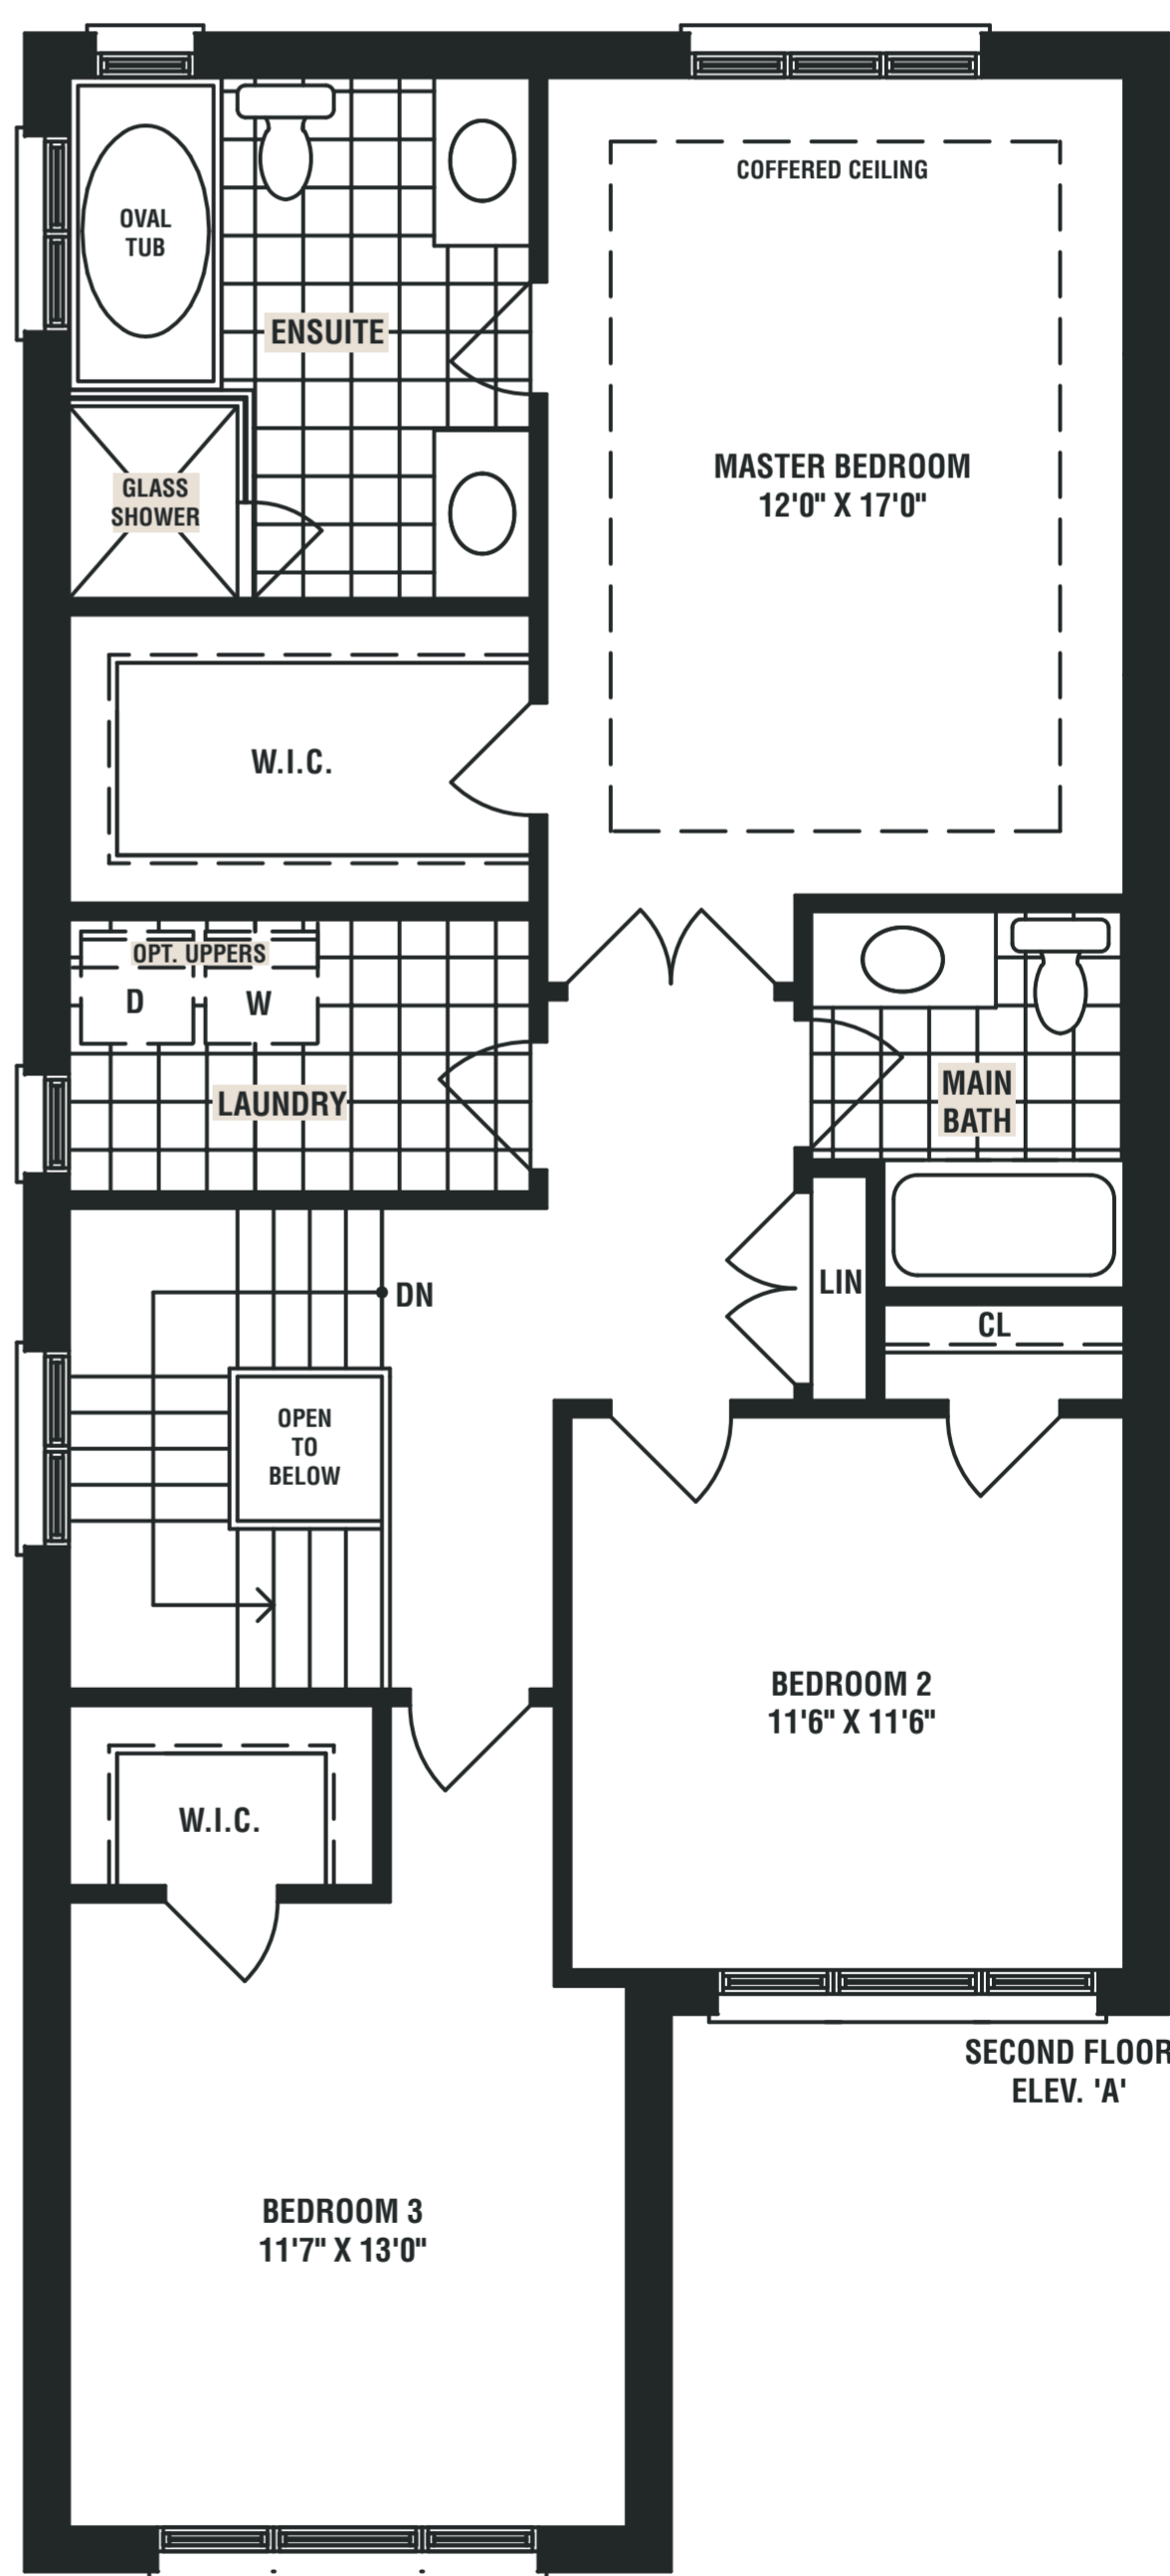 COFFERED CEILING
OVAL
TUB
ENSUITE
MASTER BEDROOM
12'0" X 17'0"
GLASS
SHOWER
W.I.C.
OPT. UPPERS
D
W
LAUNDRY
MAIN
BATH
LIN
DN
CL
OPEN
TO
BELOW
BEDROOM 2
11'6" X 11'6"
W.I.C.
SECOND FLOOR
ELEV. 'A'
BEDROOM 3
11'7" X 13'0"